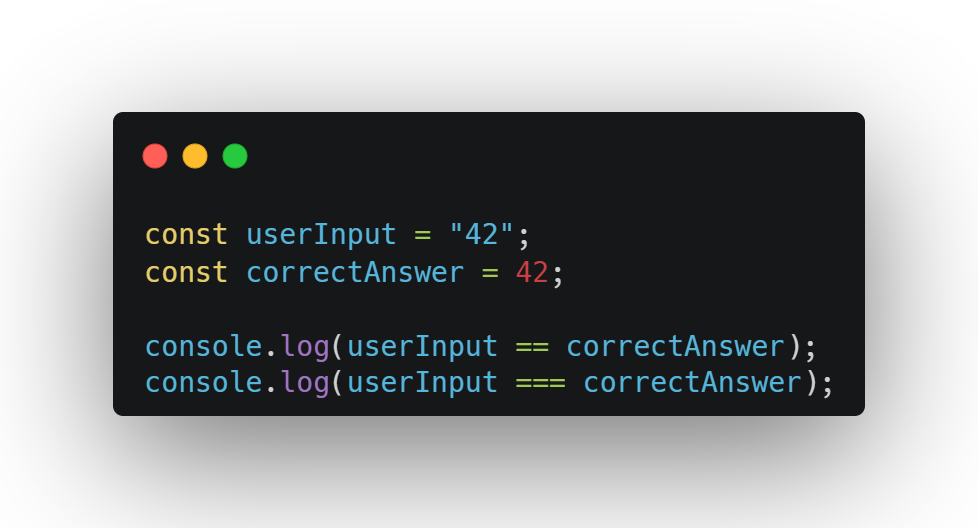 const userInput = "42";
const correctAnswer = 42;
console.log(userInput == correctAnswer);
console.log(userInput === correctAnswer);